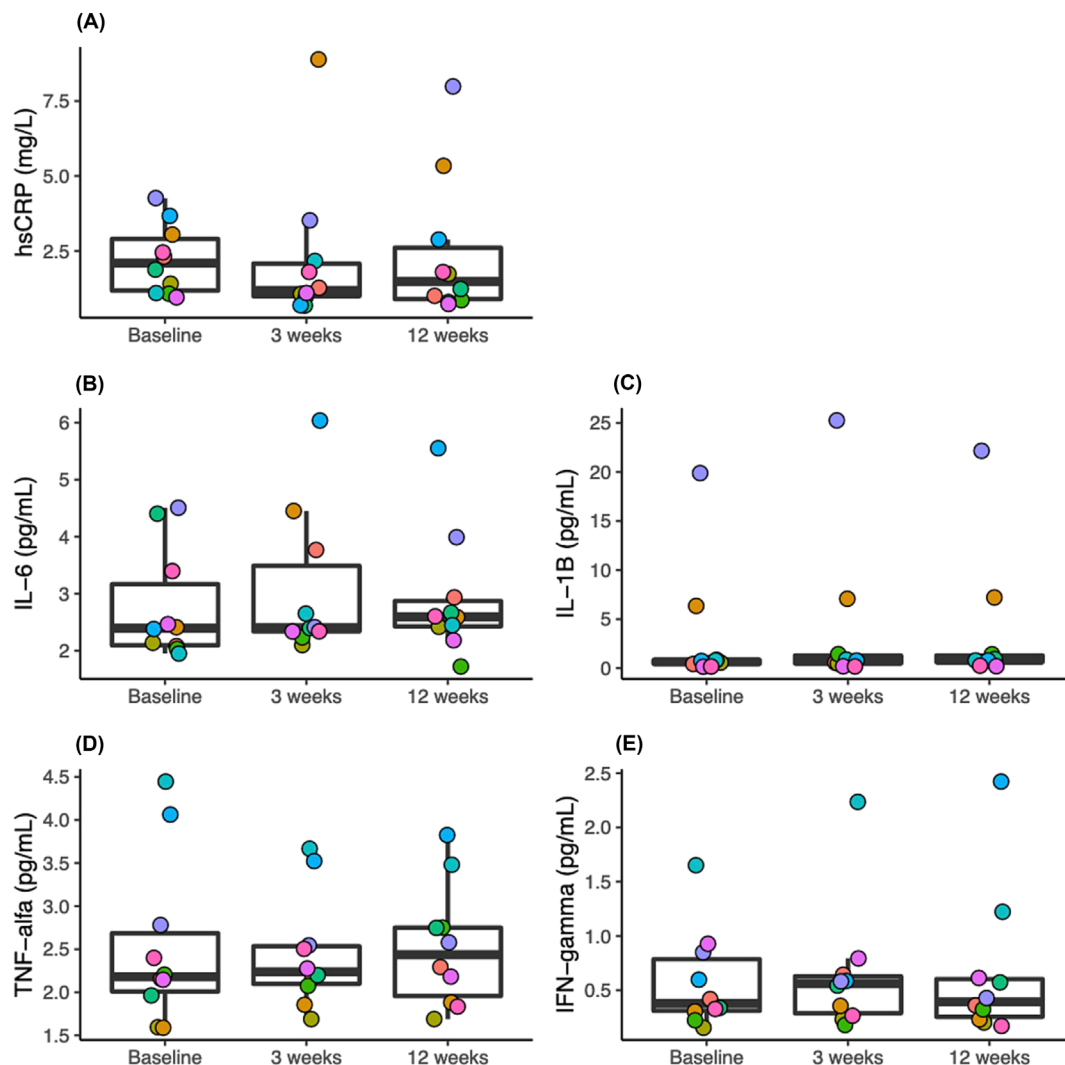 (A)
hsCRP (mg/L)
7.5
5.0
2.5
Baseline 3 weeks 12 weeks
(B)
IL−6 (pg/mL)
6
5
4
3
2
Baseline 3 weeks 12 weeks
(C)
IL−1B (pg/mL)
25
20
15
10
5
0
Baseline 3 weeks 12 weeks
(D)
TNF−alfa (pg/mL)
4.5
4.0
3.5
3.0
2.5
2.0
1.5
Baseline 3 weeks 12 weeks
(E)
IFN−gamma (pg/mL)
2.5
2.0
1.5
1.0
0.5
Baseline 3 weeks 12 weeks